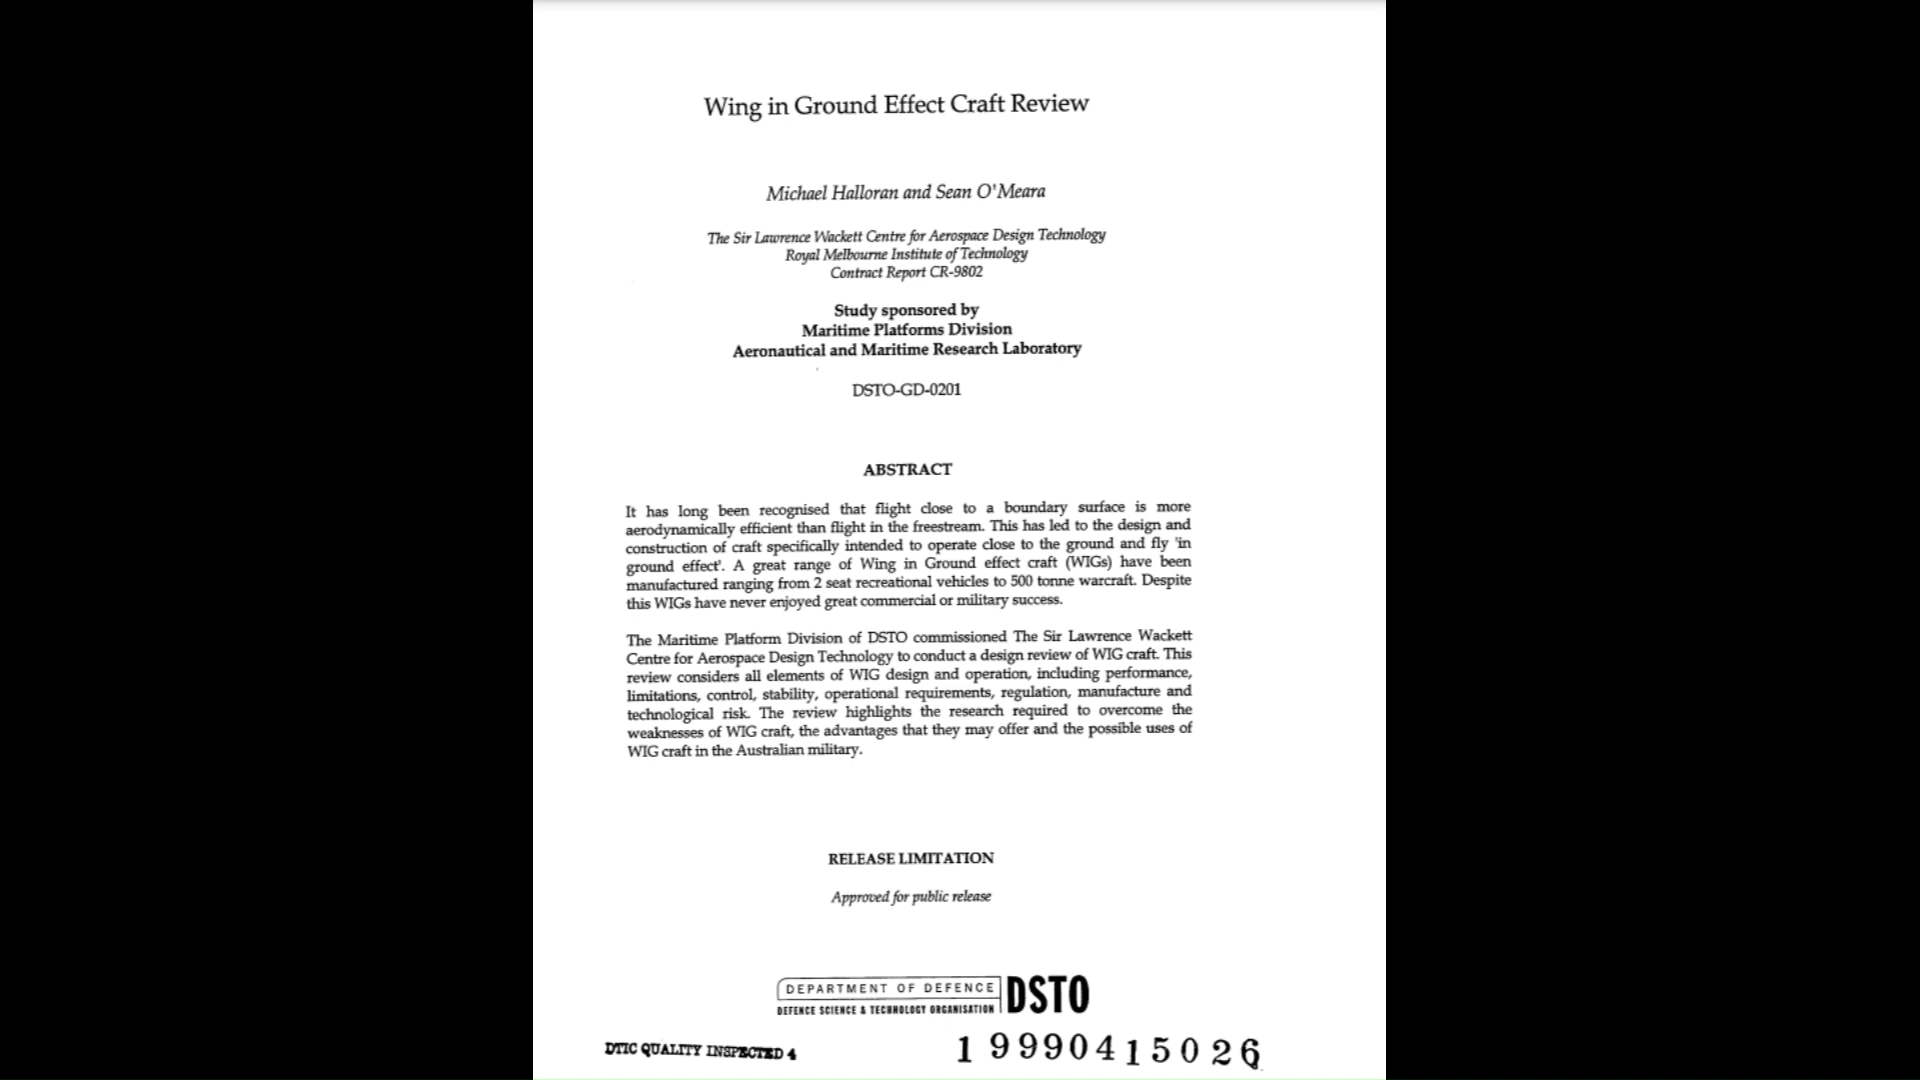 Wing in Ground Effect Craft Review
Michael Halloran and Sean O'Meara
The Sir Lawrence Wackett Centre for Aerospace Design Technology
Royal Melbourne Institute of Technology
Contract Report CR-9802
Study sponsored by
Maritime Platforms Division
Aeronautical and Maritime Research Laboratory
DSTO-GD-0201
ABSTRACT
It has long been recognised that flight close to a boundary surface is more
aerodynamically efficient than flight in the freestream. This has led to the design and
construction of craft specifically intended to operate close to the ground and fly 'in
ground effect'. A great range of Wing in Ground effect craft (WIGs) have been
manufactured ranging from 2 seat recreational vehicles to 500 tonne warcraft. Despite
this WIGs have never enjoyed great commercial or military success.
The Maritime Platform Division of DSTO commissioned The Sir Lawrence Wackett
Centre for Aerospace Design Technology to conduct a design review of WIG craft. This
review considers all elements of WIG design and operation, including performance,
limitations, control, stability, operational requirements, regulation, manufacture and
technological risk. The review highlights the research required to overcome the
weaknesses of WIG craft, the advantages that they may offer and the possible uses of
WIG craft in the Australian military.
RELEASE LIMITATION
Approved for public release
DEPARTMENT OF DEFENCE
DEFENCE SCIENCE & TECHNOLOGY ORGANISATION
DSTO
DTIC QUALITY INSPECTED 4
19990415026